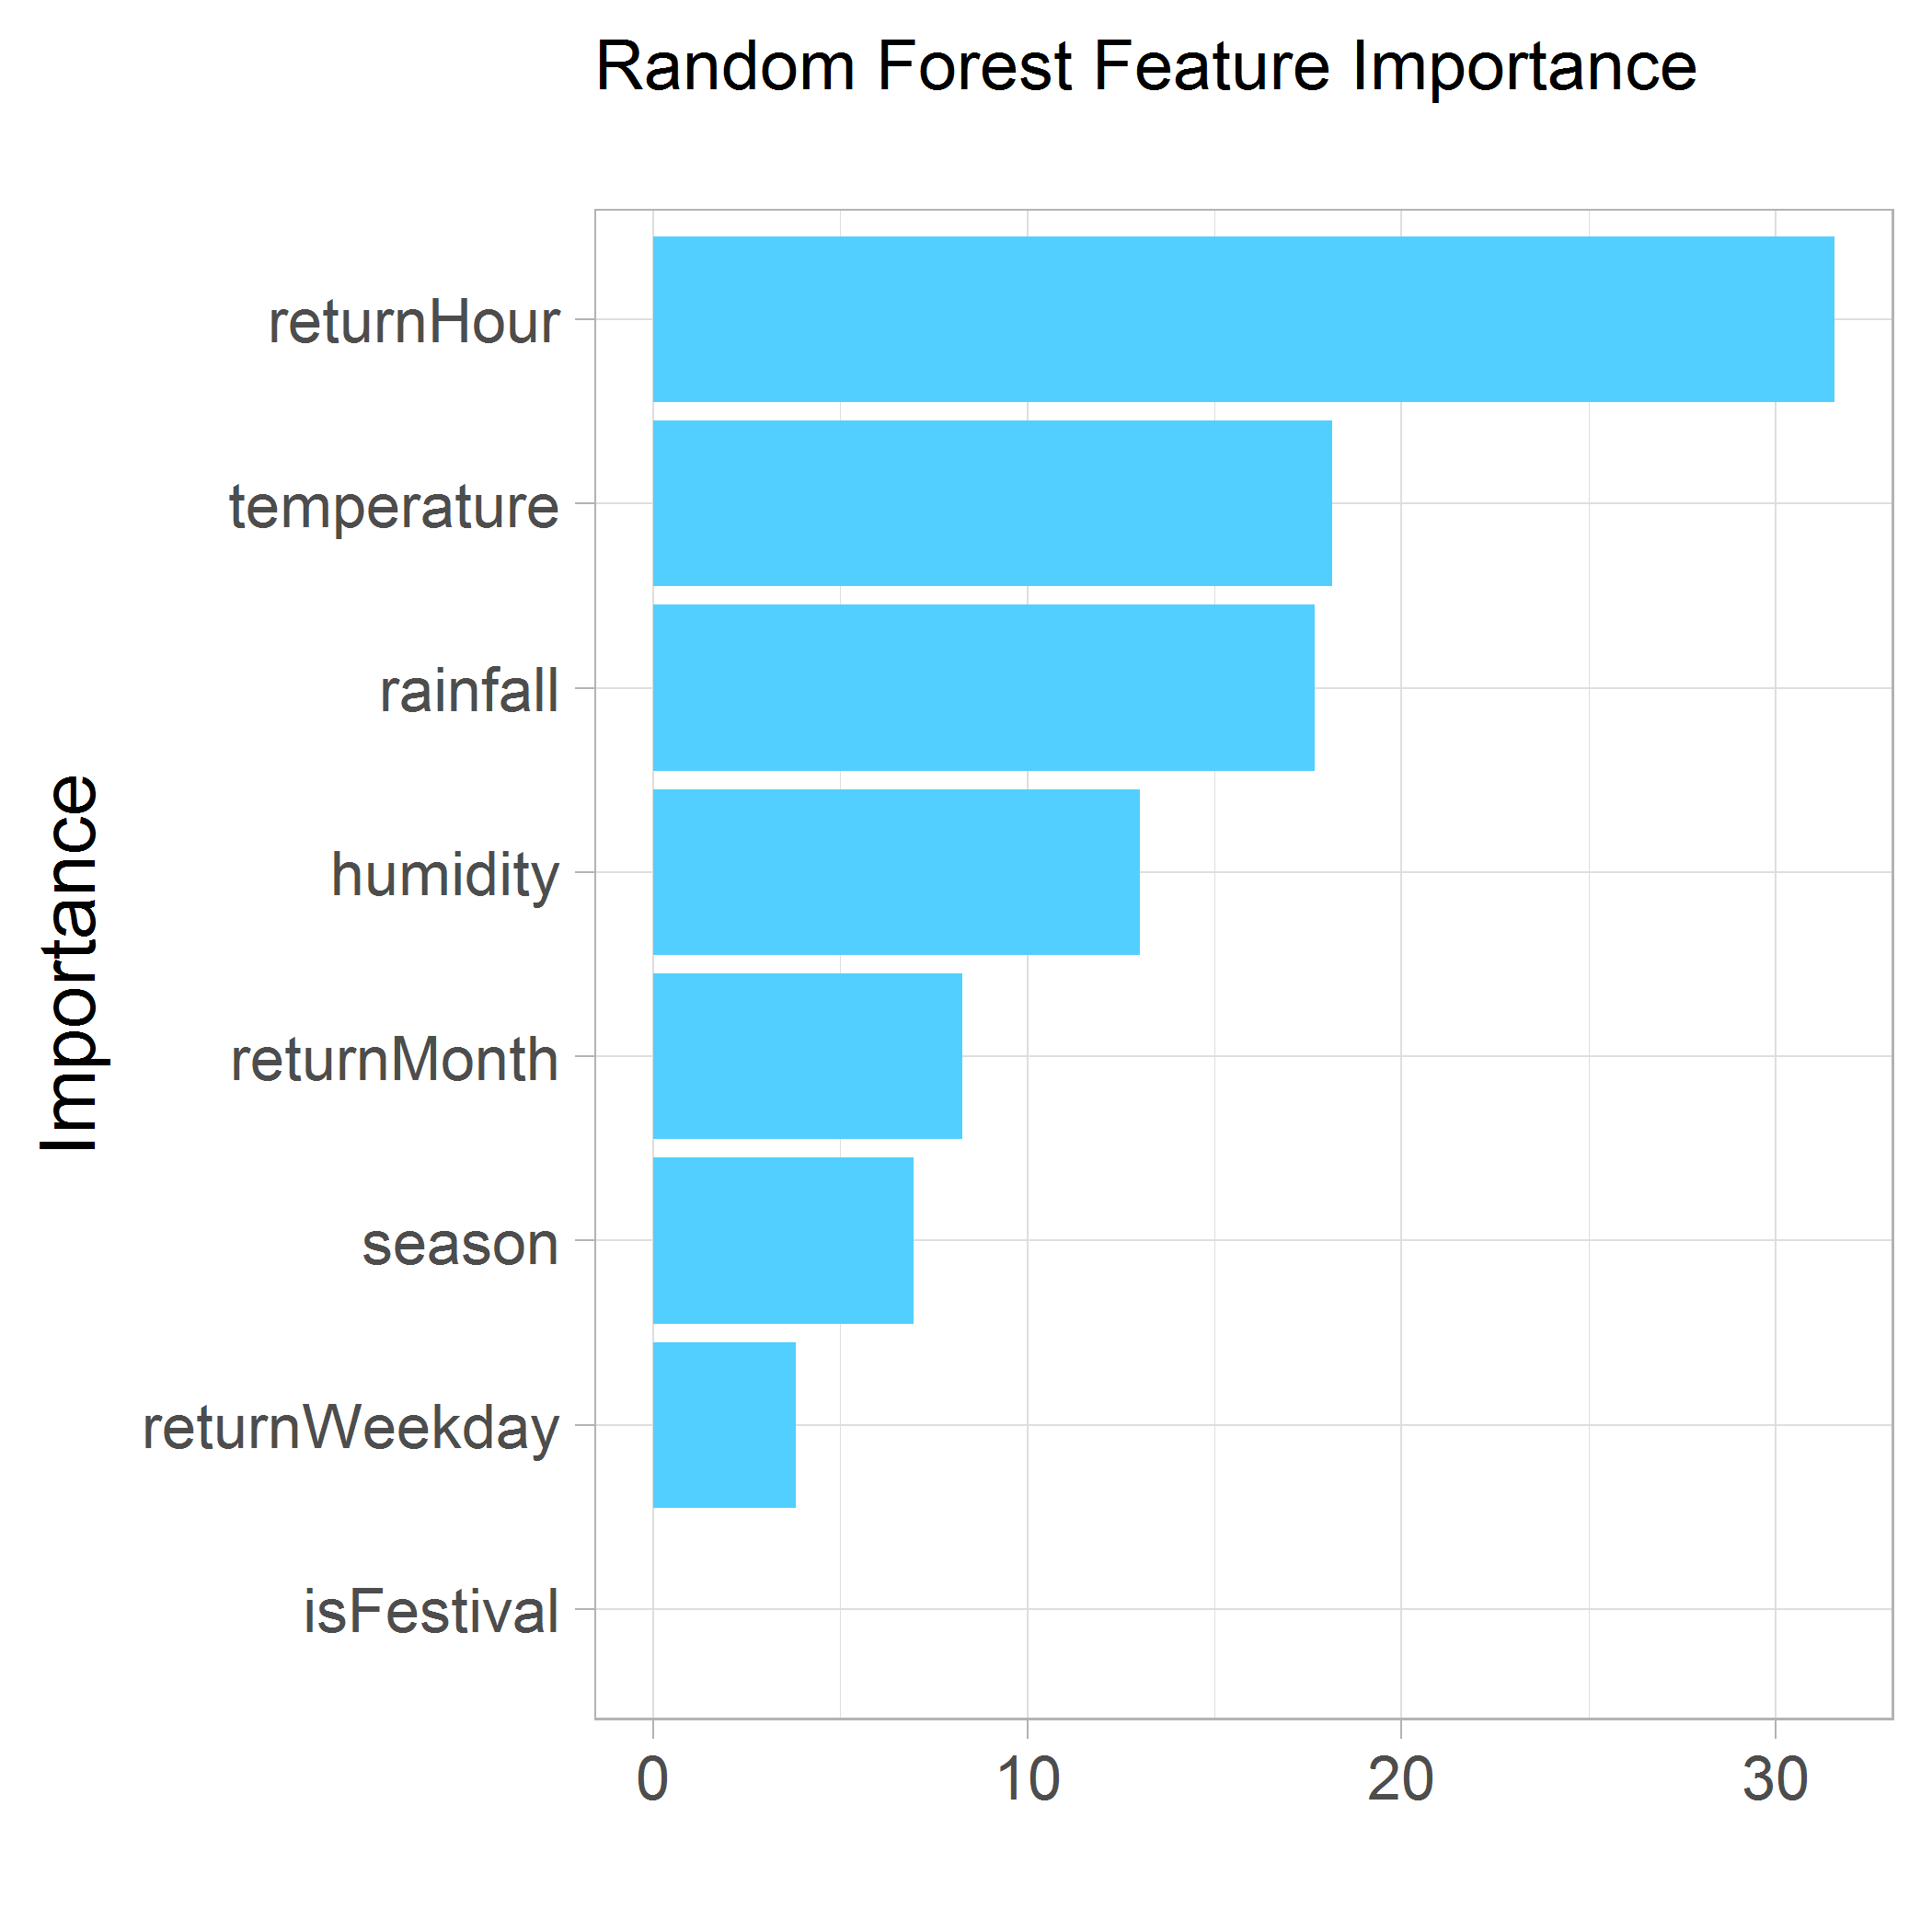 Random Forest Feature Importance
Importance
returnHour
temperature
rainfall
humidity
returnMonth
season
returnWeekday
isFestival
0 10 20 30